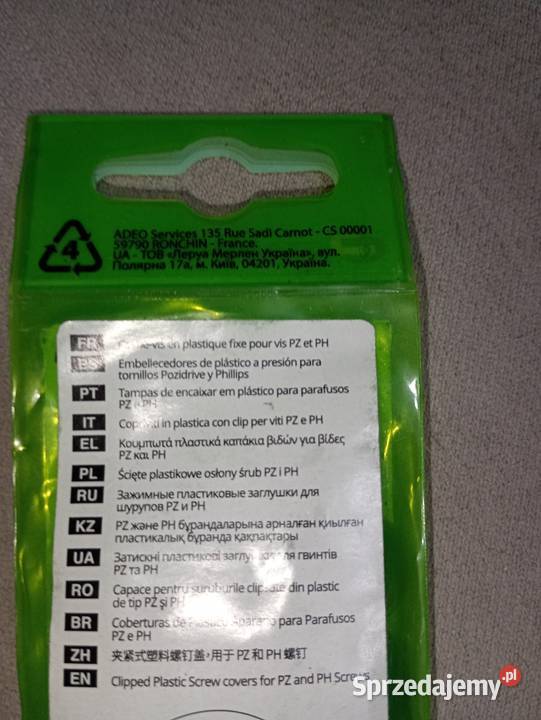 ADEO Services 135 Rue Sadi Carnot - CS 00001
59790 RONCHIN - France.
UA - ТОВ «Леруа Мерлен Україна», вул.
Полярна 17а, м. Київ, 04201, Україна.
4
FR en plastique fixe pour vis PZ et PH
ES Embellecedores de plástico a presión para
tornillos Pozidrive y Phillips
PT Tampas de encaixar em plástico para parafusos
PZ e PH
IT in plastica con clip per viti PZ e PH
EL Κουμπωτά πλαστικά καπάκια βιδών για βίδες
PZ και PH
PL Ścięte plastikowe osłony śrub PZ i PH
RU Зажимные пластиковые заглушки для
шурупов PZ и PH
KZ PZ және PH бұрандаларына арналған қиылған
пластикалық бұранда қақпақтары
UA Затискні пластикові для гвинтів
PZ та PH
RO Capace pentru șuruburile din plastic
de tip PZ și PH
BR Coberturas de para Parafusos
PZ e PH
ZH 夹紧式塑料螺钉盖，用于 PZ 和 PH 螺钉
EN Clipped Plastic Screw covers for PZ and PH Screws
Sprzedajemy.pl